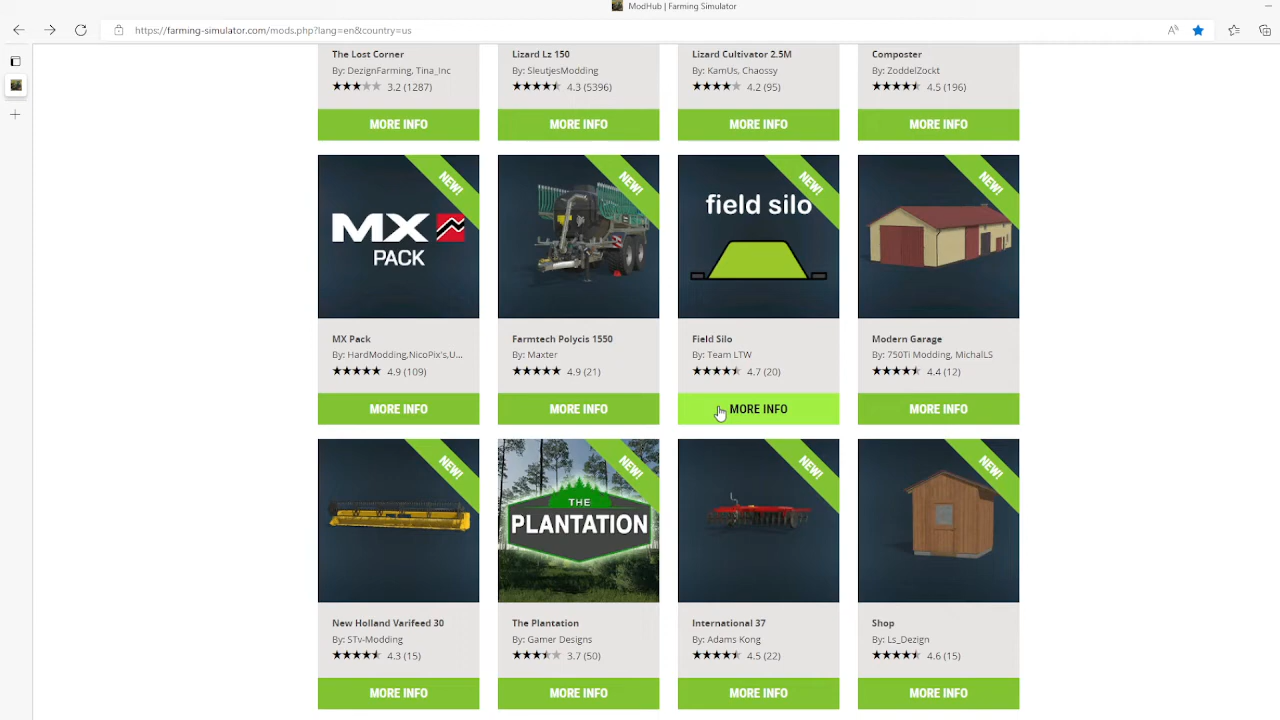 ModHub | Farming Simulator
https://farming-simulator.com/mods.php?lang=en&country=us
The Lost Corner
By: DezignFarming, Tina_Inc
3.2 (1287)
MORE INFO
Lizard Lz 150
By: SleutjesModding
4.3 (5396)
MORE INFO
Lizard Cultivator 2.5M
By: KamUs, Chaossy
4.2 (95)
MORE INFO
Composter
By: ZoddelZockt
4.5 (196)
MORE INFO
NEW!
MX
PACK
MX Pack
By: HardModding,NicoPix's,U...
4.9 (109)
MORE INFO
NEW!
Farmtech Polycis 1550
By: Maxter
4.9 (21)
MORE INFO
NEW!
field silo
Field Silo
By: Team LTW
4.7 (20)
MORE INFO
NEW!
Modern Garage
By: 750Ti Modding, MichalLS
4.4 (12)
MORE INFO
NEW!
New Holland Varifeed 30
By: STv-Modding
4.3 (15)
MORE INFO
NEW!
THE
PLANTATION
The Plantation
By: Gamer Designs
3.7 (50)
MORE INFO
NEW!
International 37
By: Adams Kong
4.5 (22)
MORE INFO
NEW!
Shop
By: Ls_Dezign
4.6 (15)
MORE INFO